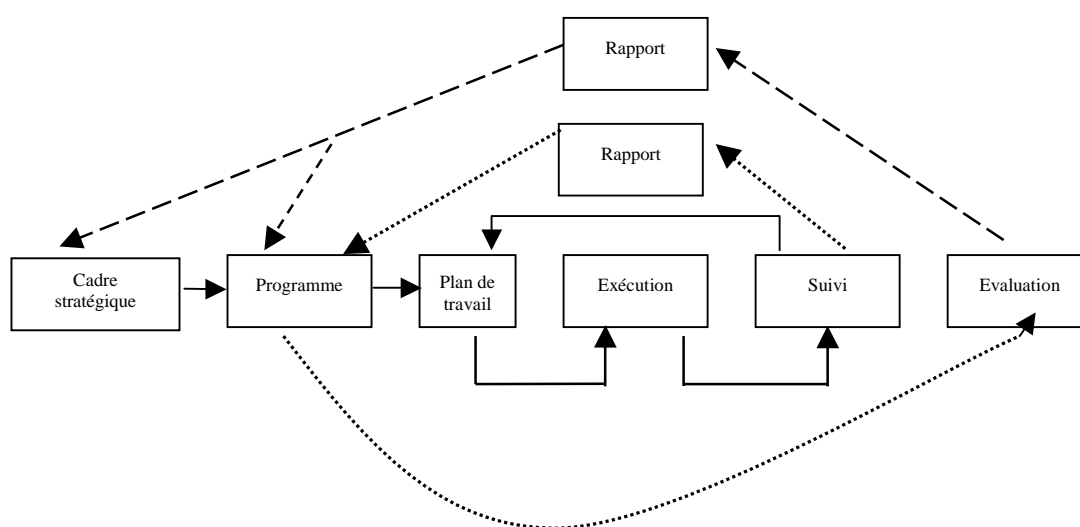 Rapport
Rapport
Cadre
stratégique
Programme
Plan de
travail
Exécution
Suivi
Evaluation